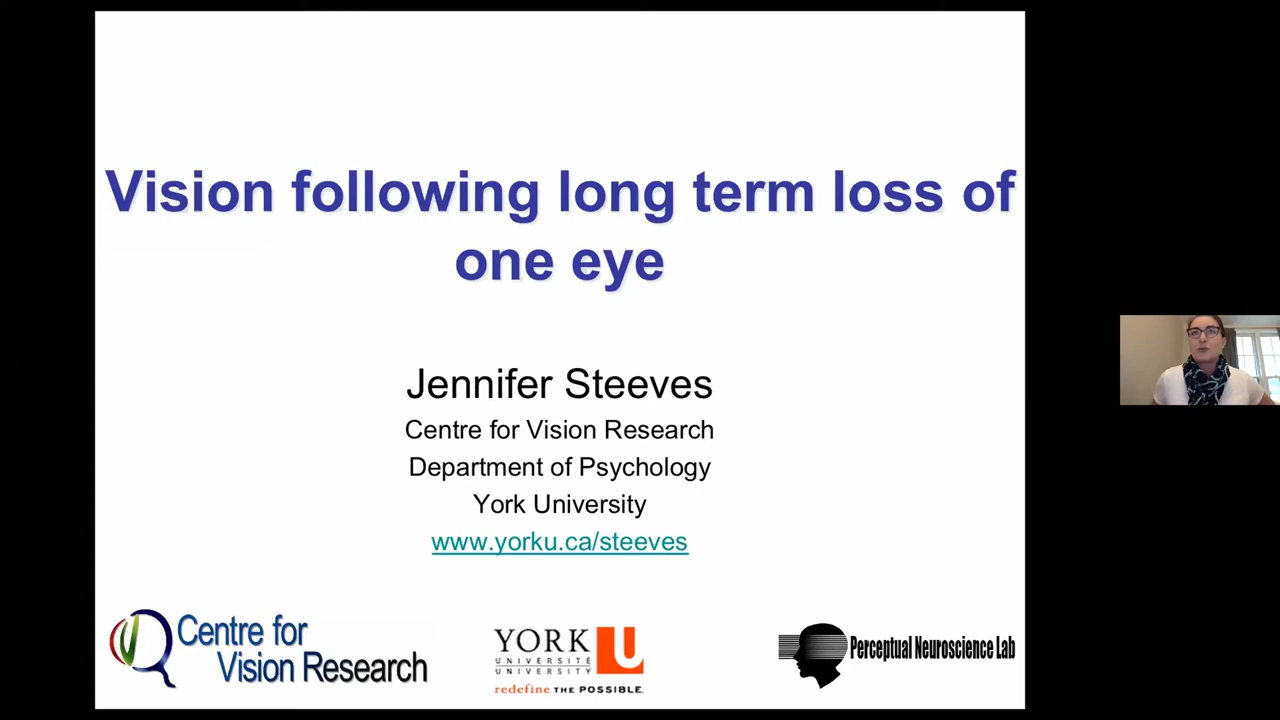 Vision following long term loss of
one eye
Jennifer Steeves
Centre for Vision Research
Department of Psychology
York University
www.yorku.ca/steeves
Centre for
Vision Research
YORK U
UNIVERSITÉ
UNIVERSITY
redefine THE POSSIBLE.
Perceptual Neuroscience Lab